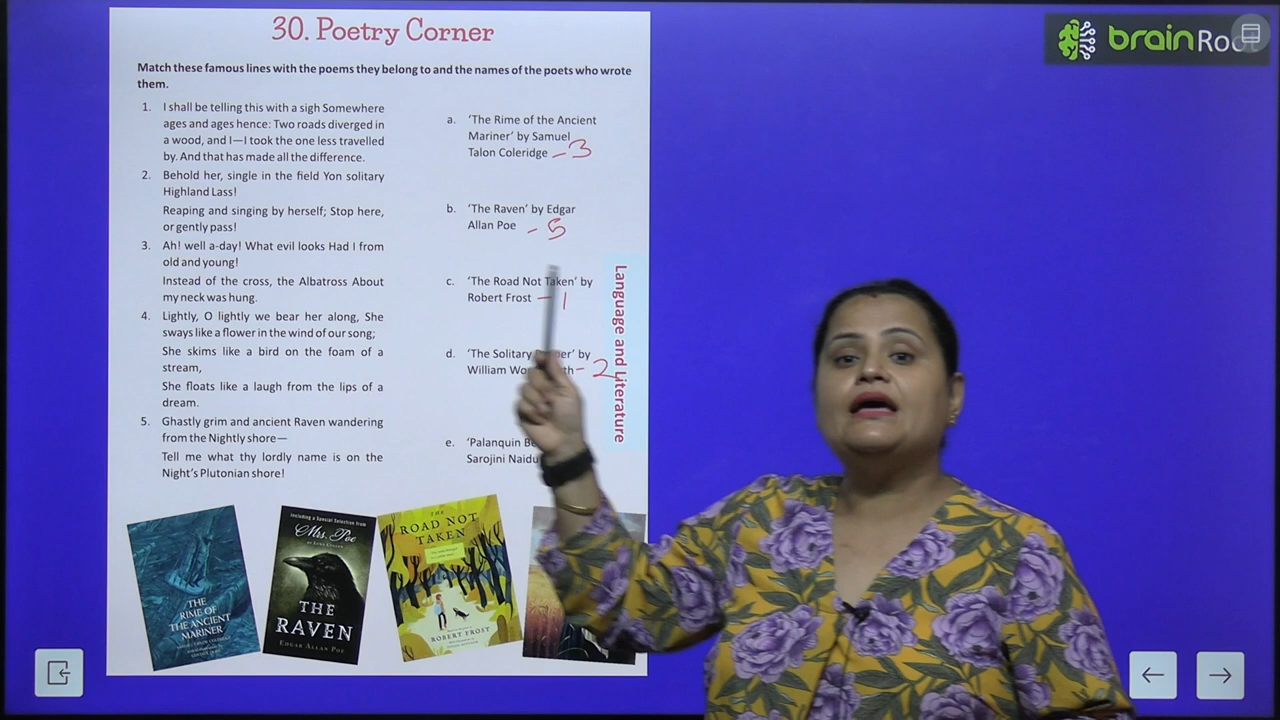 30. Poetry Corner
brainRoot
Match these famous lines with the poems they belong to and the names of the poets who wrote
them.
1. I shall be telling this with a sigh Somewhere
ages and ages hence: Two roads diverged in
a wood, and I—I took the one less travelled
by. And that has made all the difference.
2. Behold her, single in the field Yon solitary
Highland Lass!
Reaping and singing by herself; Stop here,
or gently pass!
3. Ah! well a-day! What evil looks Had I from
old and young!
Instead of the cross, the Albatross About
my neck was hung.
4. Lightly, O lightly we bear her along, She
sways like a flower in the wind of our song;
She skims like a bird on the foam of a
stream,
She floats like a laugh from the lips of a
dream.
5. Ghastly grim and ancient Raven wandering
from the Nightly shore—
Tell me what thy lordly name is on the
Night's Plutonian shore!
a. 'The Rime of the Ancient
Mariner' by Samuel
Talon Coleridge – 3
b. 'The Raven' by Edgar
Allan Poe – 5
c. 'The Road Not Taken' by
Robert Frost – 1
d. 'The Solitary by
William – 2
e. 'Palanquin
Sarojini Naidu
Language and Literature
THE
RIME OF
THE ANCIENT
MARINER
including a Special Selection from
Mrs. Poe
THE
RAVEN
EDGAR ALLAN POE
THE
ROAD NOT
TAKEN
ROBERT FROST